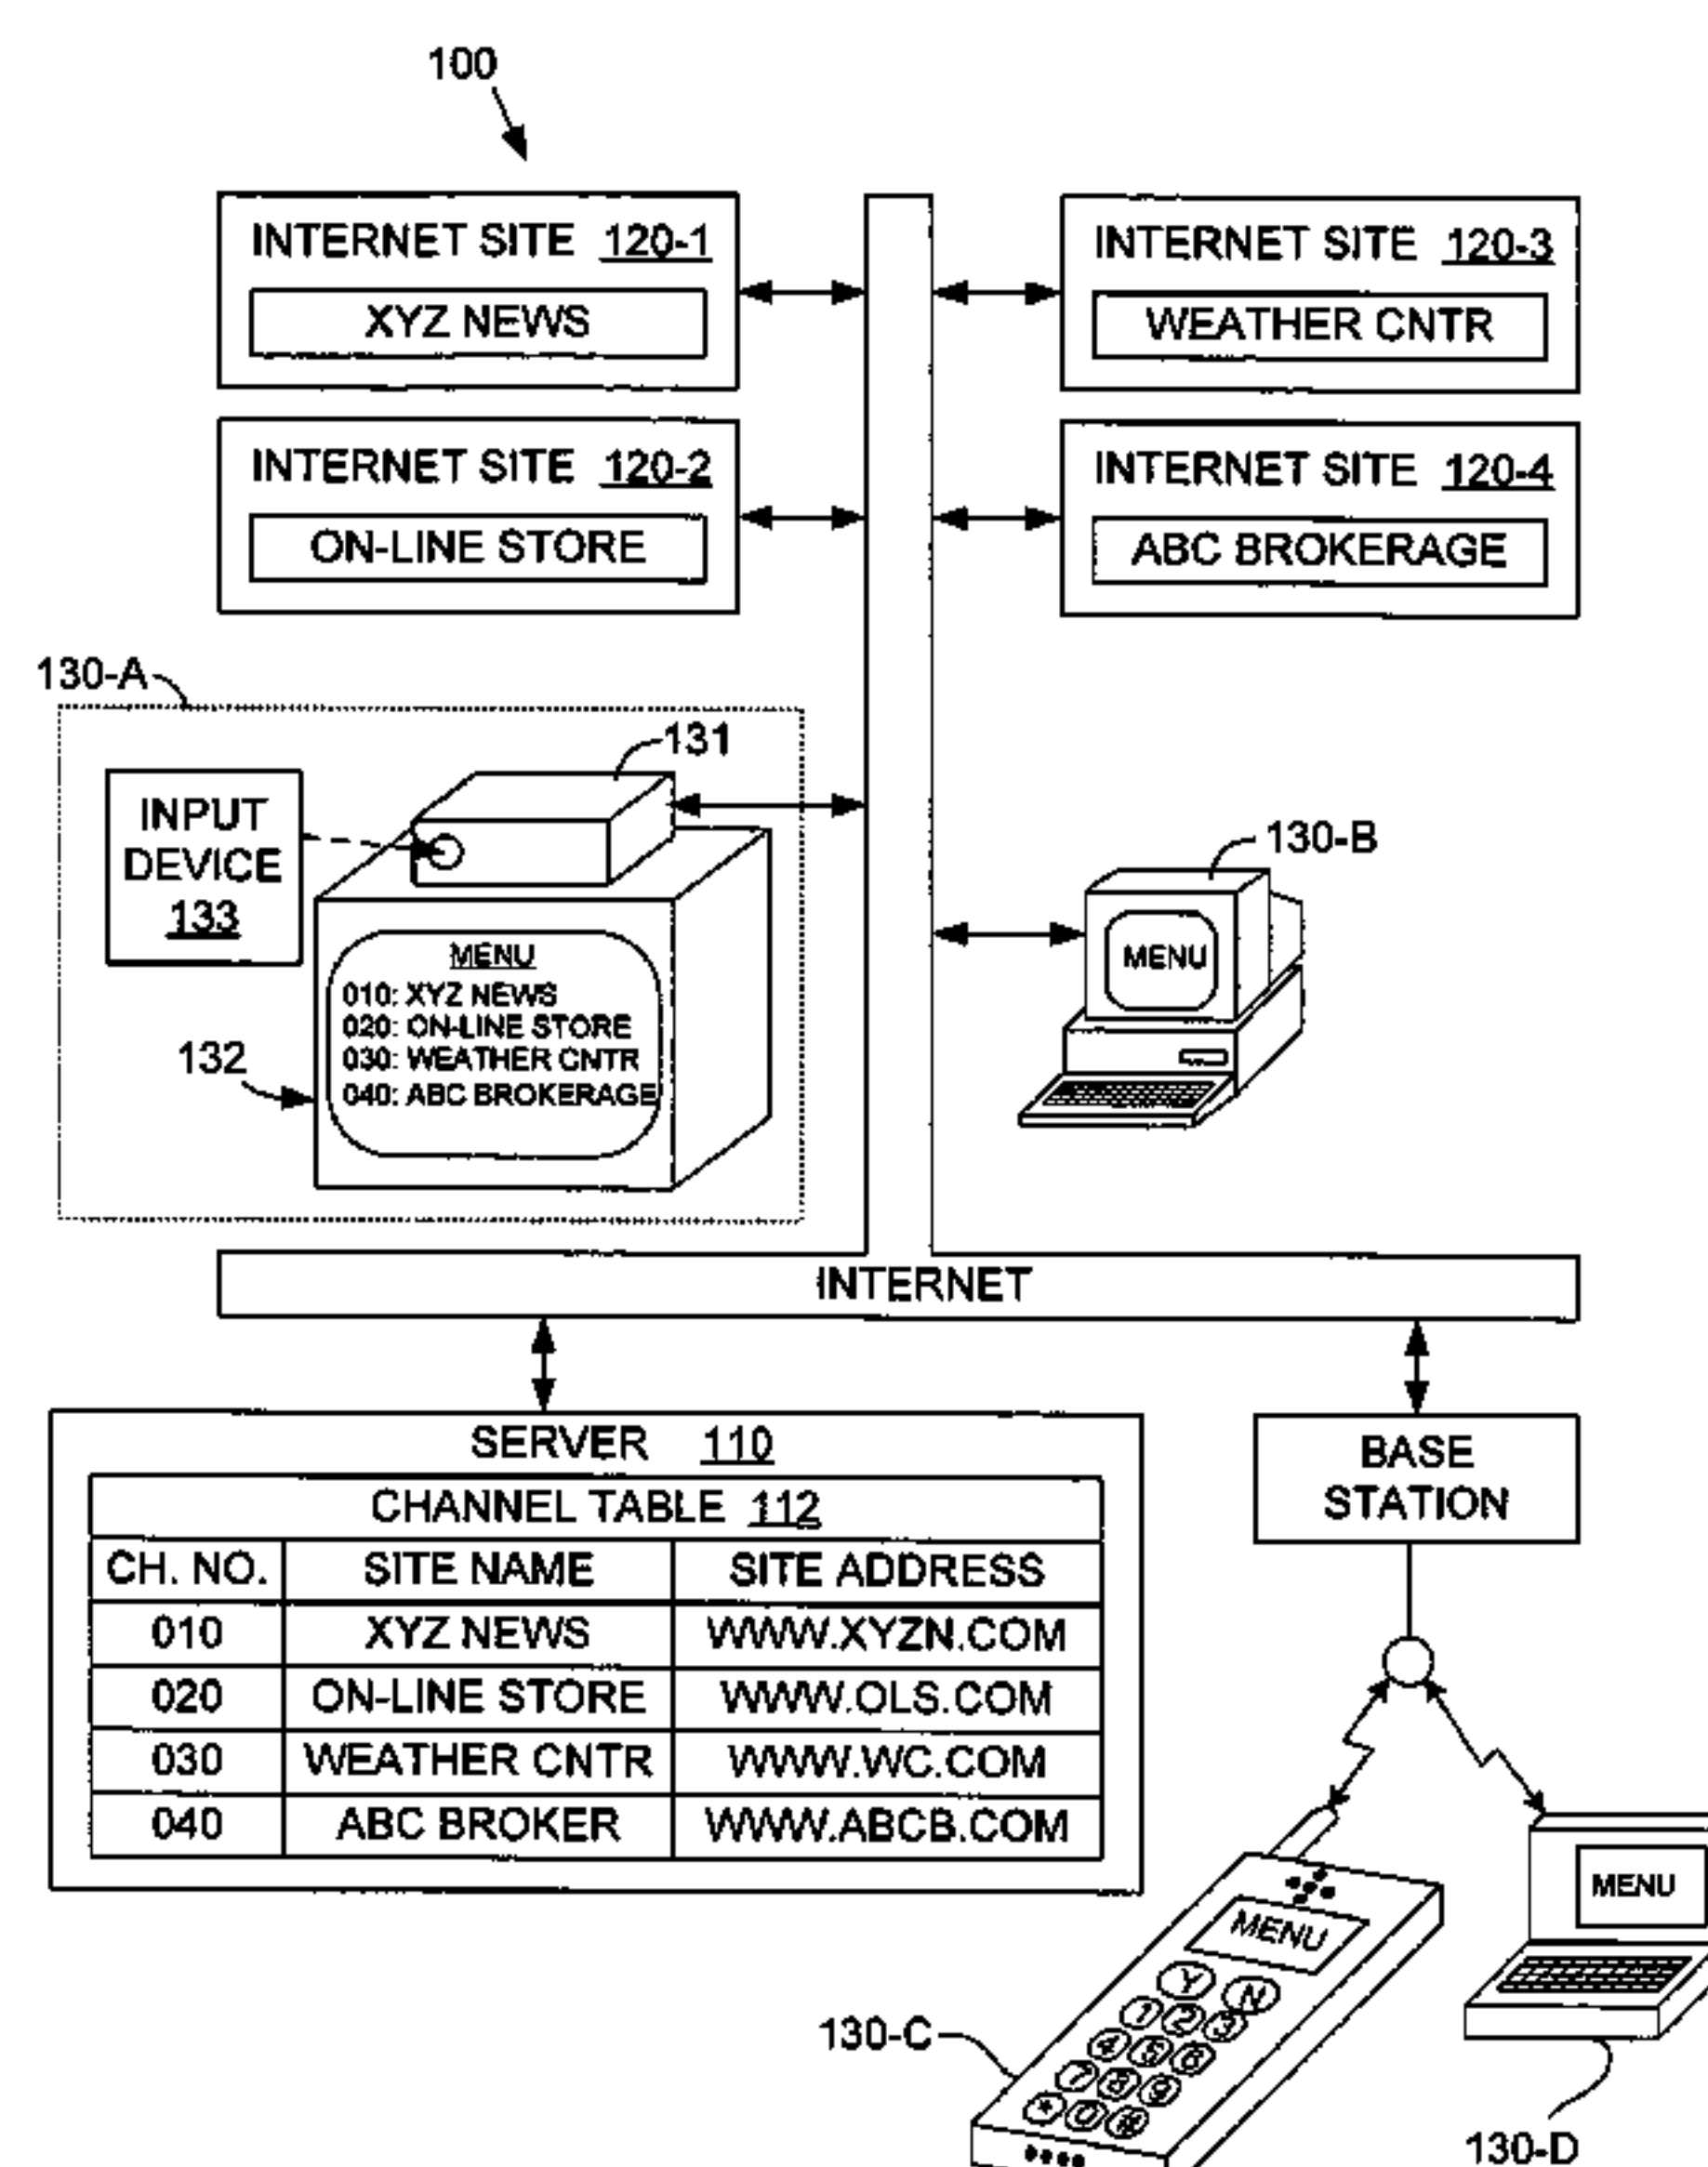 100
INTERNET SITE 120-1
XYZ NEWS
INTERNET SITE 120-3
WEATHER CNTR
INTERNET SITE 120-2
ON-LINE STORE
INTERNET SITE 120-4
ABC BROKERAGE
130-A
131
INPUT
DEVICE
133
MENU
010: XYZ NEWS
020: ON-LINE STORE
030: WEATHER CNTR
040: ABC BROKERAGE
132
130-B
MENU
INTERNET
SERVER 110
CHANNEL TABLE 112
CH. NO. SITE NAME SITE ADDRESS
010 XYZ NEWS WWW.XYZN.COM
020 ON-LINE STORE WWW.OLS.COM
030 WEATHER CNTR WWW.WC.COM
040 ABC BROKER WWW.ABCB.COM
BASE
STATION
MENU
Y N
1 2 3
4 5 6
7 8 9
* 0 #
130-C
MENU
130-D